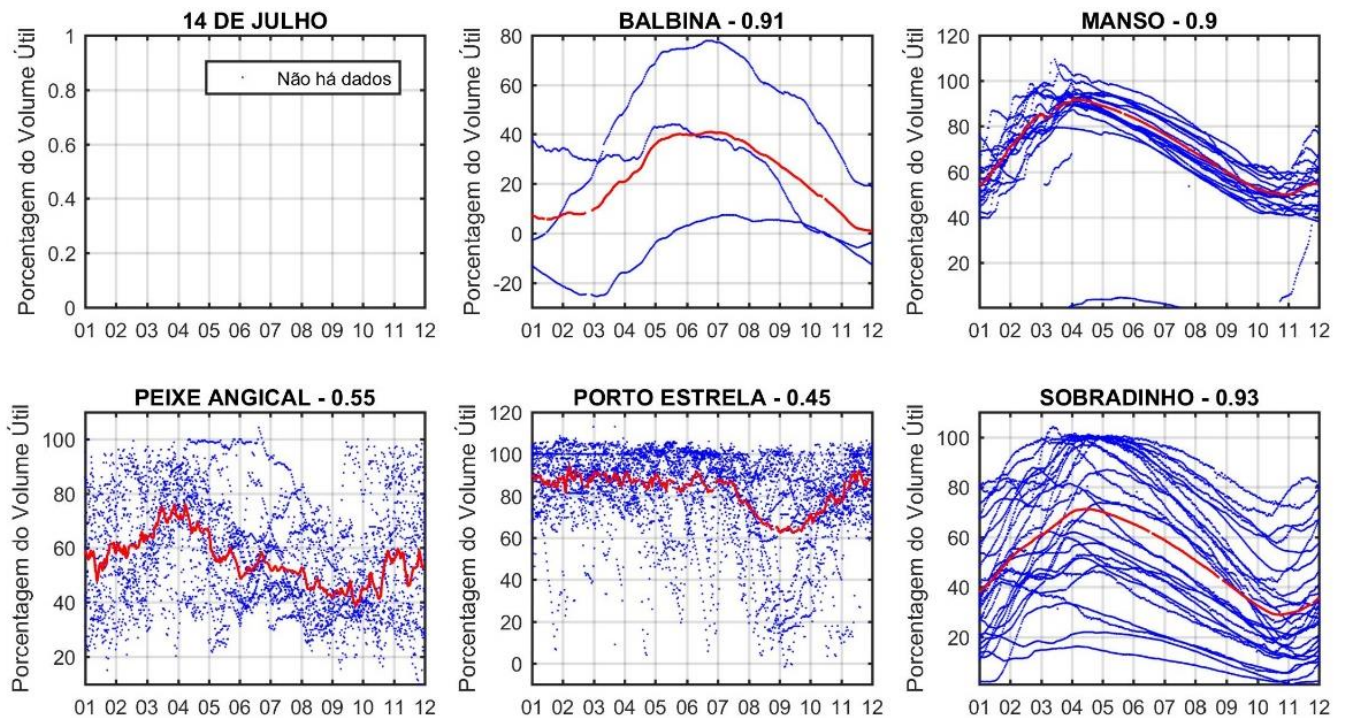 14 DE JULHO
Porcentagem do Volume Útil
1
0.8
0.6
0.4
0.2
0
Não há dados
01 02 03 04 05 06 07 08 09 10 11 12
BALBINA - 0.91
Porcentagem do Volume Útil
80
60
40
20
0
-20
01 02 03 04 05 06 07 08 09 10 11 12
MANSO - 0.9
Porcentagem do Volume Útil
120
100
80
60
40
20
01 02 03 04 05 06 07 08 09 10 11 12
PEIXE ANGICAL - 0.55
Porcentagem do Volume Útil
100
80
60
40
20
01 02 03 04 05 06 07 08 09 10 11 12
PORTO ESTRELA - 0.45
Porcentagem do Volume Útil
120
100
80
60
40
20
0
01 02 03 04 05 06 07 08 09 10 11 12
SOBRADINHO - 0.93
Porcentagem do Volume Útil
100
80
60
40
20
01 02 03 04 05 06 07 08 09 10 11 12